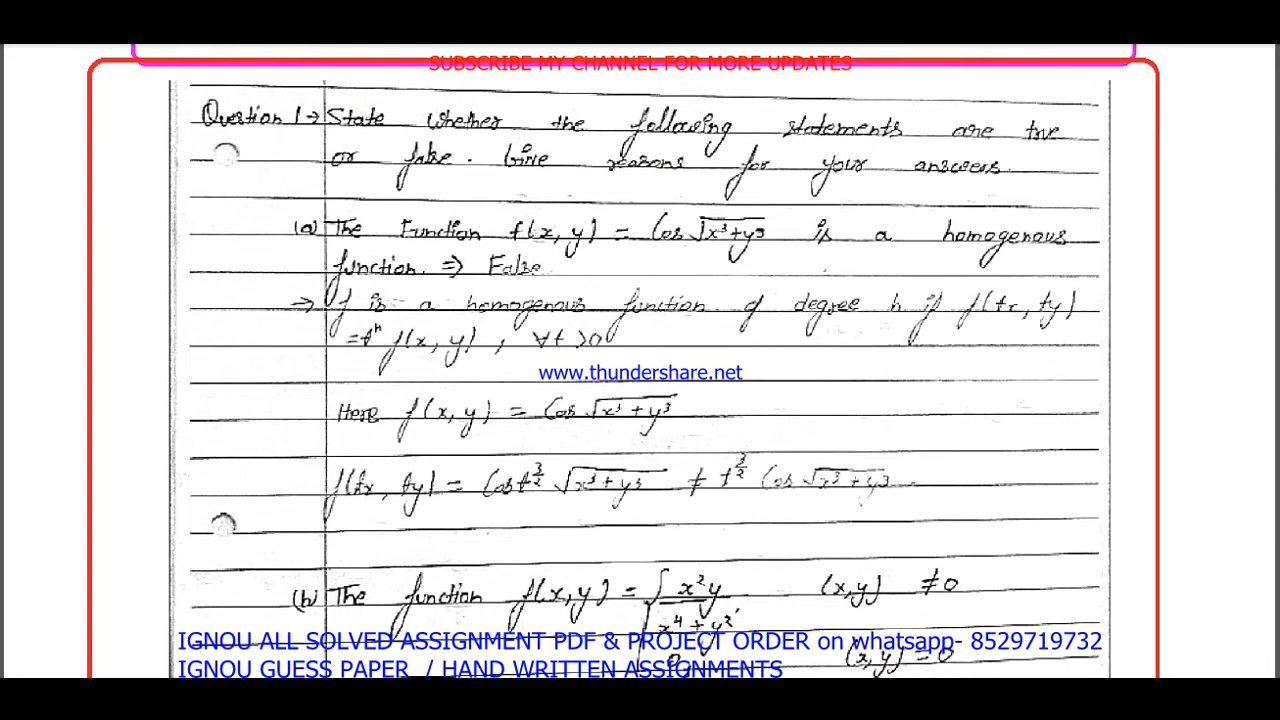 SUBSCRIBE MY CHANNEL FOR MORE UPDATES
Question 1 → State whether the following statements are true
or false. Give reasons for your answers.
(a) The Function f(x, y) = Cos √x³+y³ is a homogenous
function. ⇒ False
⇒ f is a homogenous function of degree h if f(tx, ty)
= tʰ f(x, y) , ∀t >0
www.thundershare.net
Here f(x, y) = Cos √x³ + y³
f(tx, ty) = Cos t^3/2 √x³ + y³ ≠ t^3/2 Cos √x³ + y³
(b) The function f(x, y) = { x²y (x, y) ≠ 0
x⁴ + y²
IGNOU ALL SOLVED ASSIGNMENT PDF & PROJECT ORDER on whatsapp- 8529719732
0 (x, y) = 0
IGNOU GUESS PAPER / HAND WRITTEN ASSIGNMENTS